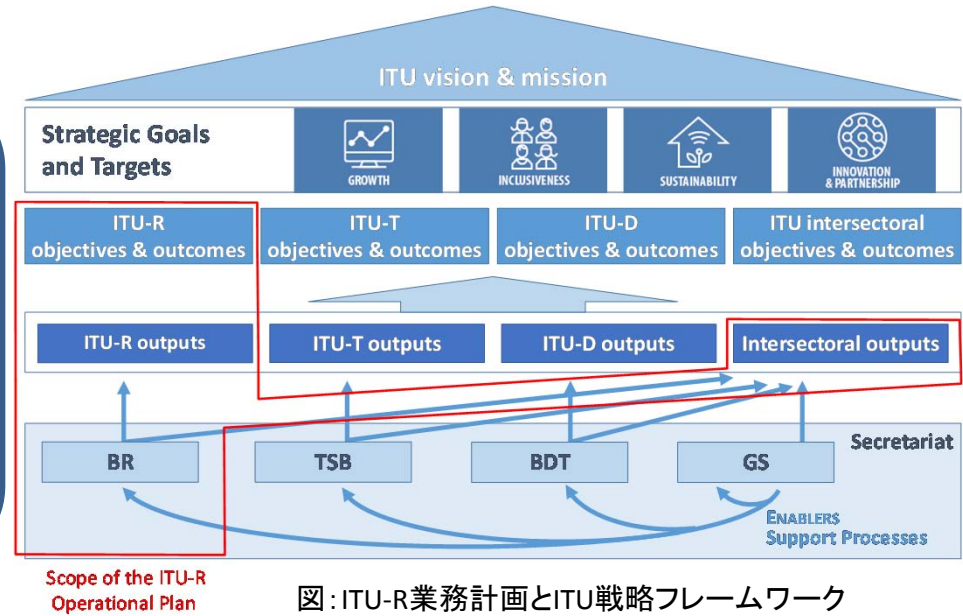 ITU vision & mission
Strategic Goals
and Targets
GROWTH
INCLUSIVENESS
SUSTAINABILITY
INNOVATION
& PARTNERSHIP
ITU-R
objectives & outcomes
ITU-T
objectives & outcomes
ITU-D
objectives & outcomes
ITU intersectoral
objectives & outcomes
ITU-R outputs
ITU-T outputs
ITU-D outputs
Intersectoral outputs
Secretariat
BR
TSB
BDT
GS
ENABLERS
Support Processes
Scope of the ITU-R
Operational Plan
図：ITU-R業務計画とITU戦略フレームワーク